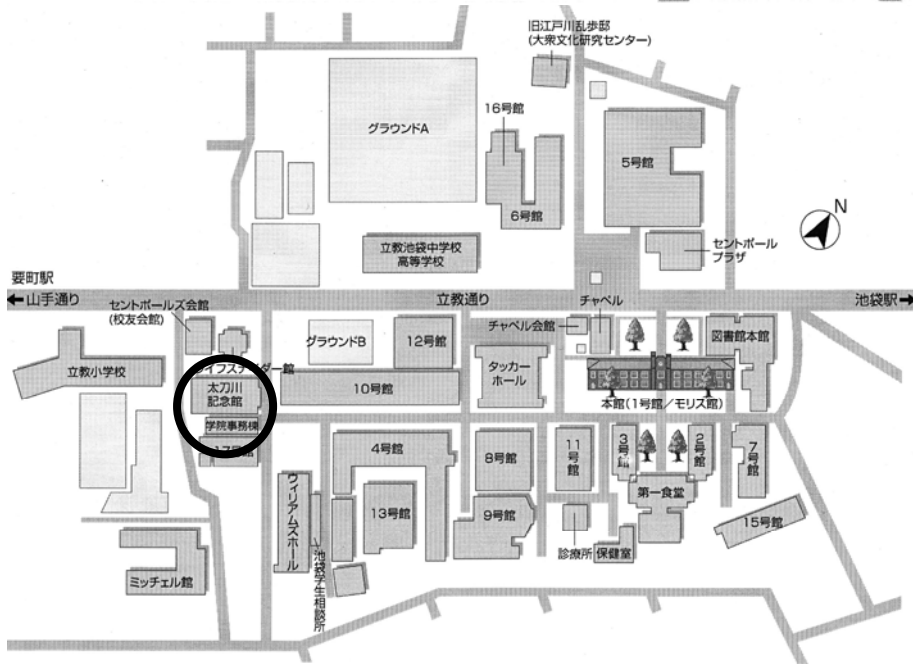 旧江戸川乱歩邸
(大衆文化研究センター)
16号館
グラウンドA
5号館
6号館
N
立教池袋中学校
高等学校
セントポール
プラザ
要町駅
山手通り
立教通り
池袋駅
セントポールズ会館
(校友会館)
チャペル
チャペル会館
グラウンドB
12号館
図書館本館
立教小学校
タッカー
ホール
太刀川
記念館
10号館
本館(1号館/モリス館)
学院事務棟
17号館
4号館
8号館
11号館
3号館
2号館
7号館
ウィリアムズホール
13号館
9号館
第一食堂
15号館
池袋学生相談所
診療所
保健室
ミッチェル館